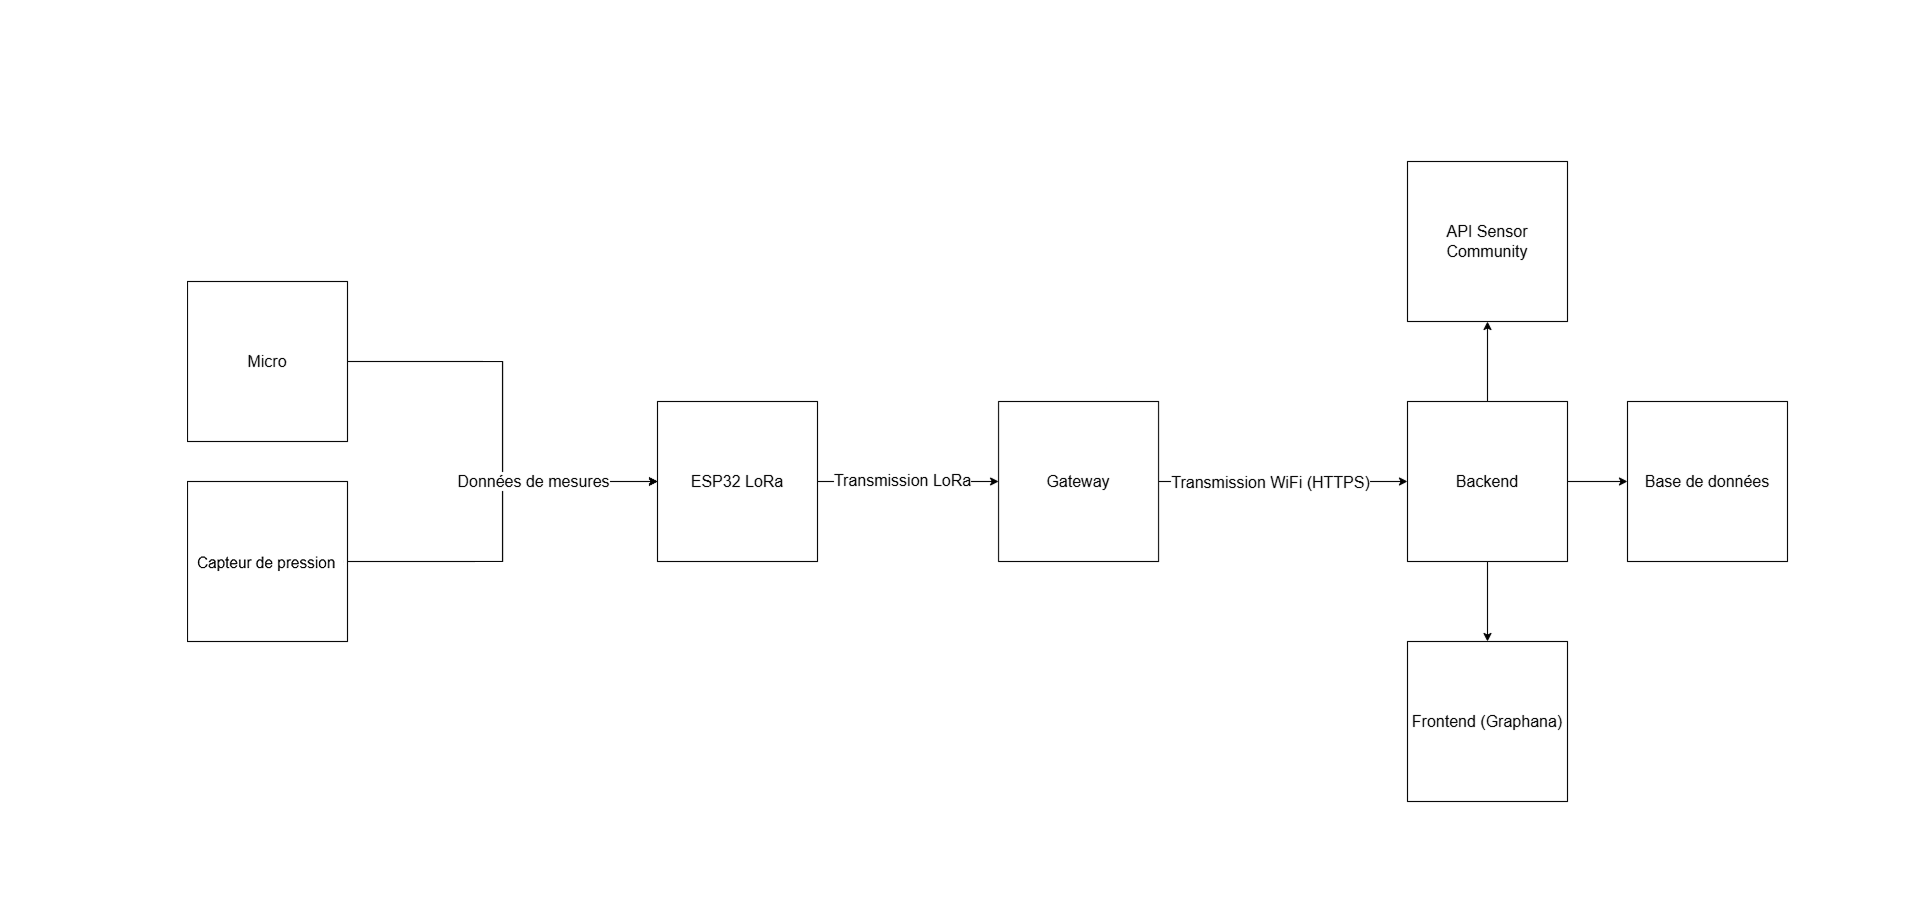 API Sensor
Community
Micro
Données de mesures
ESP32 LoRa
Transmission LoRa
Gateway
Transmission WiFi (HTTPS)
Backend
Base de données
Capteur de pression
Frontend (Graphana)